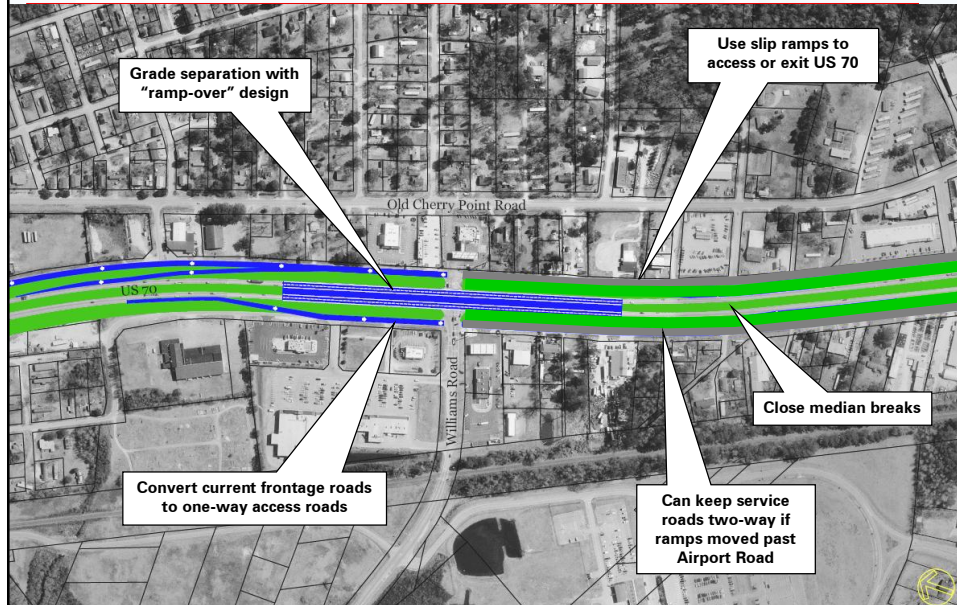 Use slip ramps to
access or exit US 70
Grade separation with
“ramp-over” design
Old Cherry Point Road
US 70
Williams Road
Close median breaks
Convert current frontage roads
to one-way access roads
Can keep service
roads two-way if
ramps moved past
Airport Road